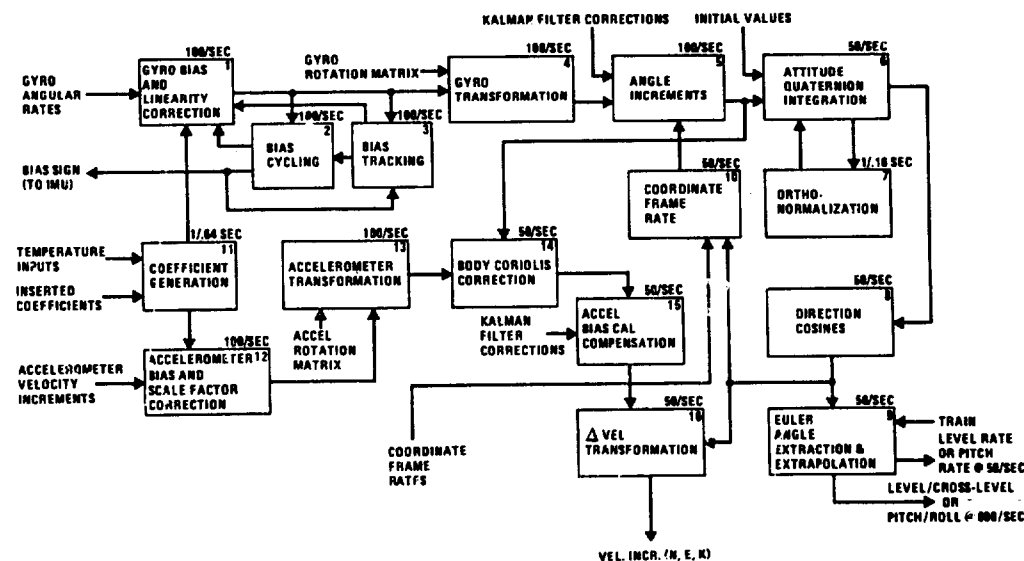 KALMAN FILTER CORRECTIONS
INITIAL VALUES
100/SEC
1
GYRO BIAS
AND
LINEARITY
CORRECTION
GYRO
ANGULAR
RATES
GYRO
ROTATION MATRIX
100/SEC
4
GYRO
TRANSFORMATION
100/SEC
5
ANGLE
INCREMENTS
50/SEC
6
ATTITUDE
QUATERNION
INTEGRATION
100/SEC
2
BIAS
CYCLING
100/SEC
3
BIAS
TRACKING
BIAS SIGN
(TO IMU)
50/SEC
10
COORDINATE
FRAME
RATE
1/.16 SEC
7
ORTHO-
NORMALIZATION
1/.64 SEC
11
COEFFICIENT
GENERATION
TEMPERATURE
INPUTS
INSERTED
COEFFICIENTS
100/SEC
13
ACCELEROMETER
TRANSFORMATION
50/SEC
14
BODY CORIOLIS
CORRECTION
50/SEC
15
ACCEL
BIAS CAL
COMPENSATION
KALMAN
FILTER
CORRECTIONS
50/SEC
8
DIRECTION
COSINES
100/SEC
12
ACCELEROMETER
BIAS AND
SCALE FACTOR
CORRECTION
ACCELEROMETER
VELOCITY
INCREMENTS
ACCEL
ROTATION
MATRIX
COORDINATE
FRAME
RATES
50/SEC
16
Δ VEL
TRANSFORMATION
50/SEC
9
EULER
ANGLE
EXTRACTION &
EXTRAPOLATION
TRAIN
LEVEL RATE
OR PITCH
RATE @ 50/SEC
LEVEL/CROSS-LEVEL
OR
PITCH/ROLL @
VEL. INCR. (N, E, K)